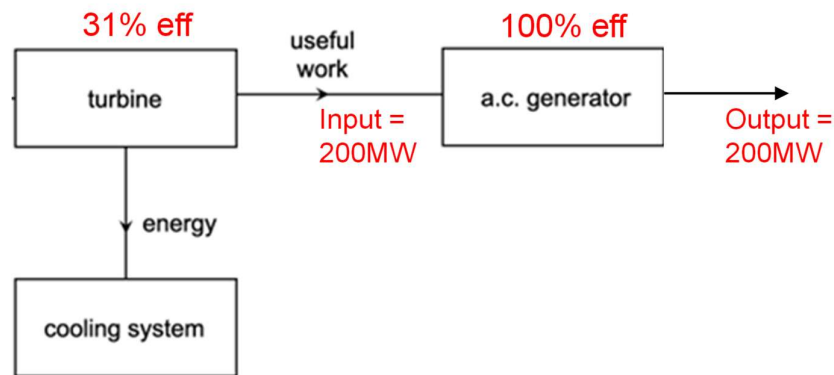 31% eff
100% eff
useful
work
turbine
a.c. generator
Input =
200MW
Output =
200MW
energy
cooling system